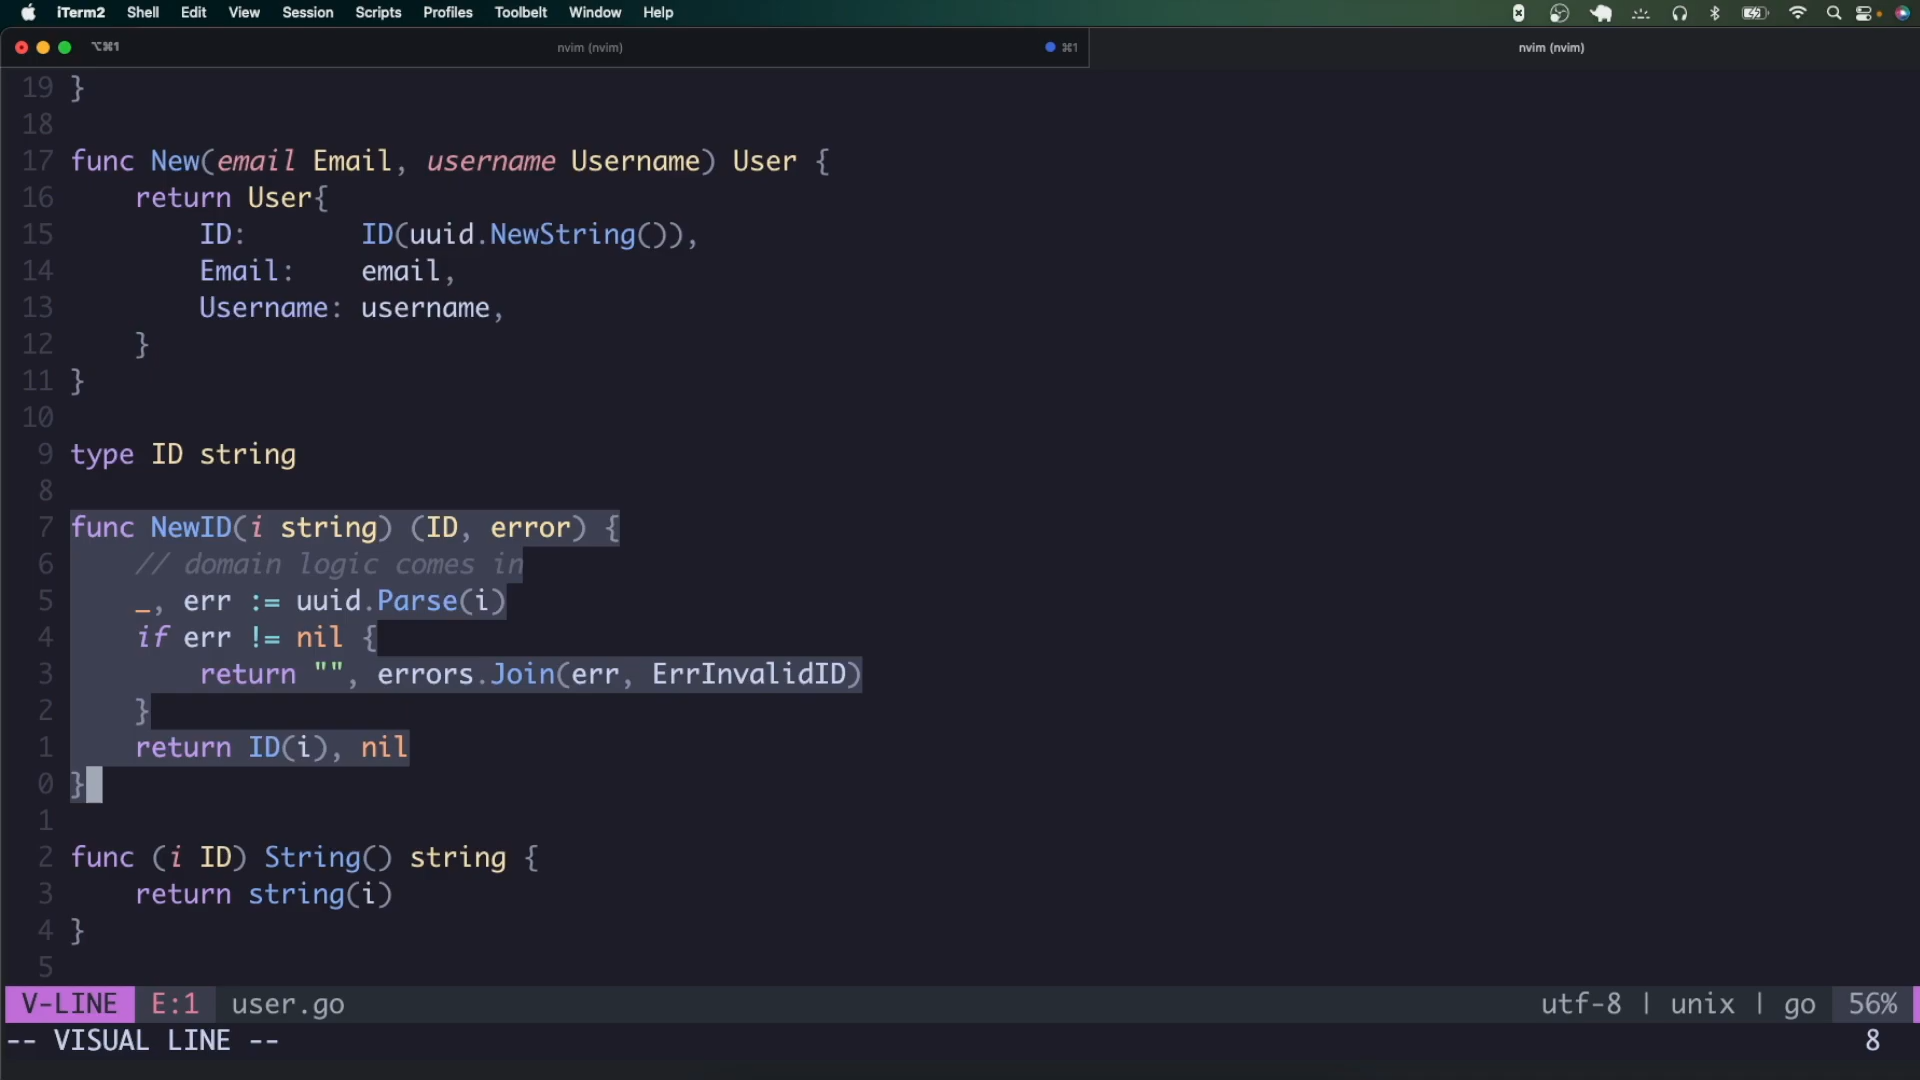 iTerm2 Shell Edit View Session Scripts Profiles Toolbelt Window Help
⌥⌘1 nvim (nvim) ⌘1 nvim (nvim)
19 }
18
17 func New(email Email, username Username) User {
16     return User{
15         ID:       ID(uuid.NewString()),
14         Email:    email,
13         Username: username,
12     }
11 }
10
9 type ID string
8
7 func NewID(i string) (ID, error) {
6     // domain logic comes in
5     _, err := uuid.Parse(i)
4     if err != nil {
3         return "", errors.Join(err, ErrInvalidID)
2     }
1     return ID(i), nil
0 }
1
2 func (i ID) String() string {
3     return string(i)
4 }
5
V-LINE E:1 user.go utf-8 | unix | go 56%
-- VISUAL LINE -- 8